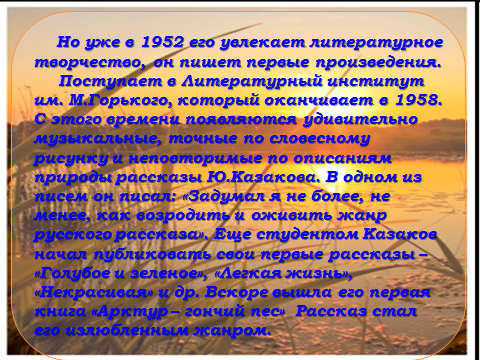 Но уже в 1952 его увлекает литературное
творчество, он пишет первые произведения.
Поступает в Литературный институт
им. М.Горького, который оканчивает в 1958.
С этого времени появляются удивительно
музыкальные, точные по словесному
рисунку и неповторимые по описаниям
природы рассказы Ю.Казакова. В одном из
писем он писал: «Задумал я не более, не
менее, как возродить и оживить жанр
русского рассказа». Еще студентом Казаков
начал публиковать свои первые рассказы –
«Голубое и зеленое», «Легкая жизнь»,
«Некрасивая» и др. Вскоре вышла его первая
книга «Арктур – гончий пес» Рассказ стал
его излюбленным жанром.